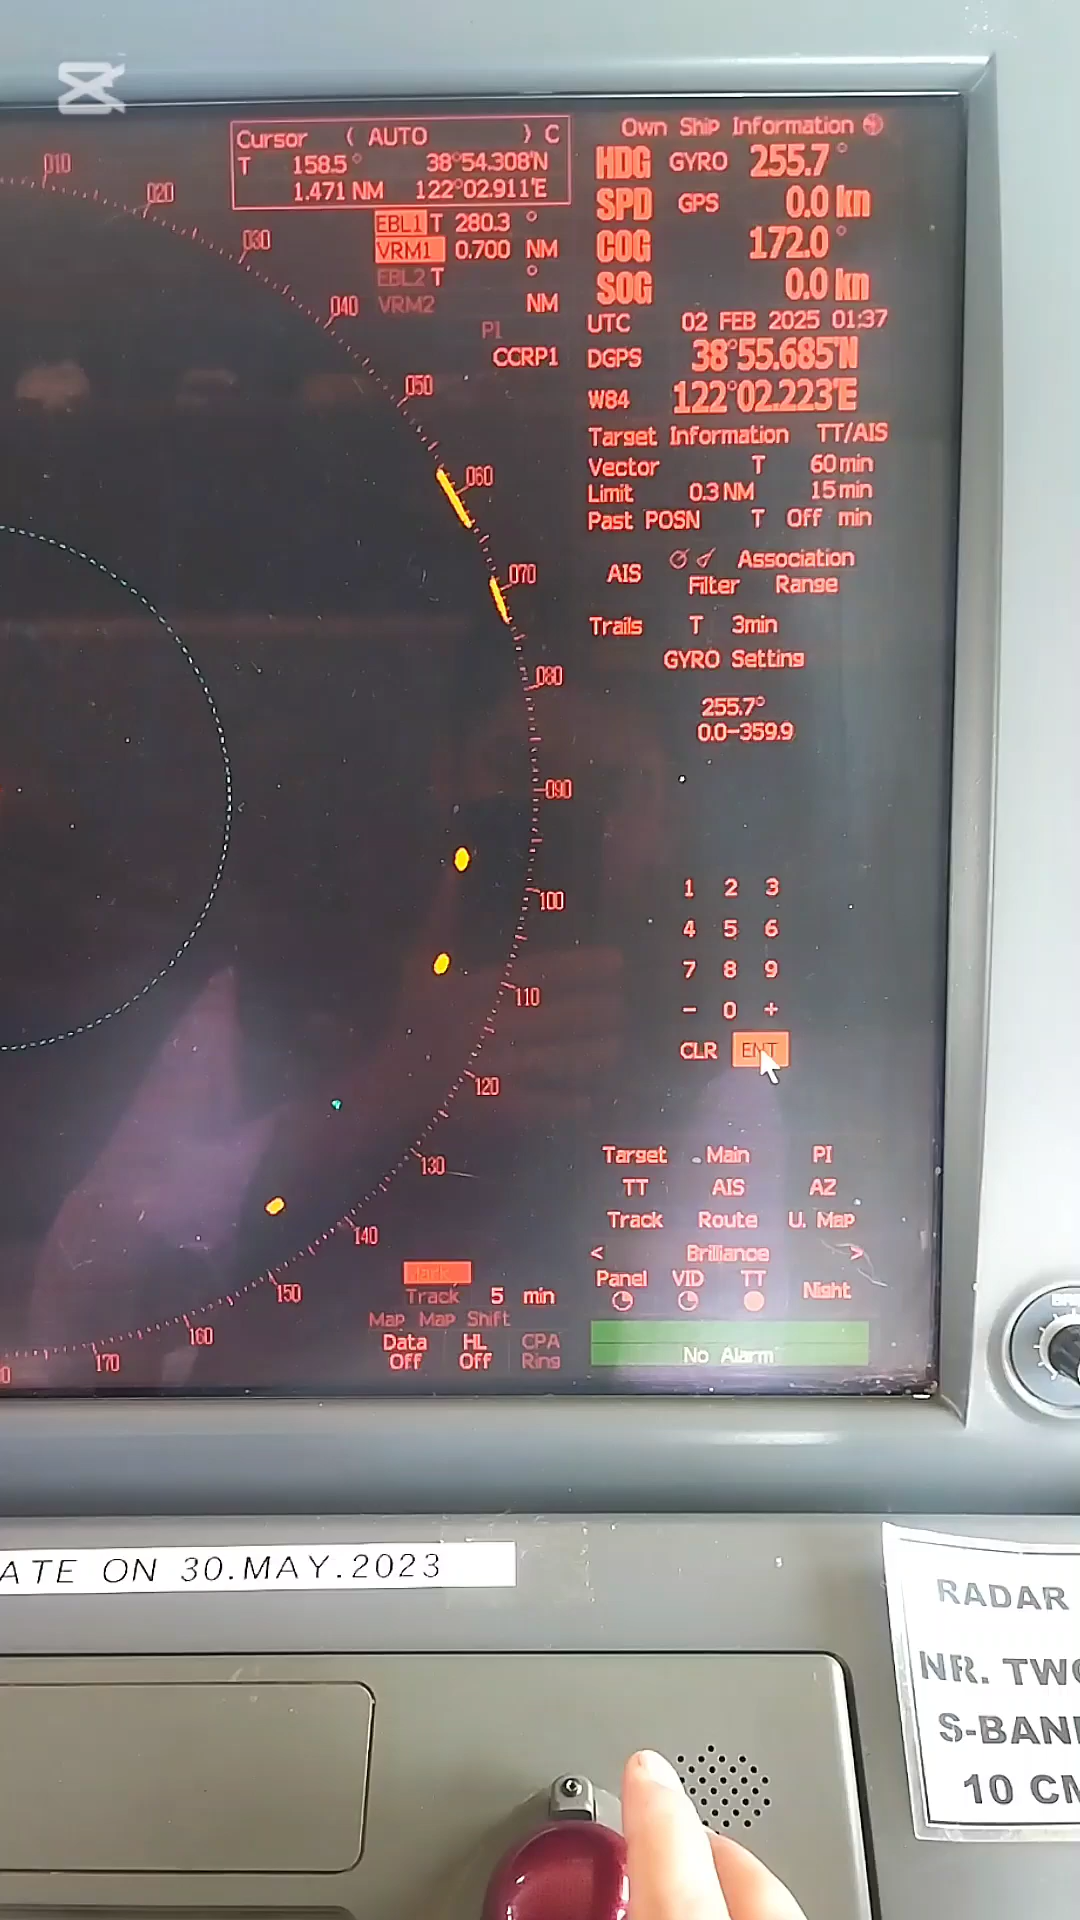 Cursor ( AUTO ) C
T 158.5° 38°54.308'N
1.471 NM 122°02.911'E
EBL1 T 280.3 °
VRM1 0.700 NM
EBL2 T °
VRM2 NM
PI
CCRP1
Own Ship Information
HDG GYRO 255.7 °
SPD GPS 0.0 kn
COG 172.0 °
SOG 0.0 kn
UTC 02 FEB 2025 01:37
DGPS 38°55.685'N
W84 122°02.223'E
Target Information TT/AIS
Vector T 60 min
Limit 0.3 NM 15 min
Past POSN T Off min
AIS Association
Filter Range
Trails T 3min
GYRO Setting
255.7°
0.0-359.9
1 2 3
4 5 6
7 8 9
- 0 +
CLR ENT
Target Main PI
TT AIS AZ
Track Route U. Map
< Brilliance >
Panel VID TT Night
No Alarm
010
020
030
040
050
060
070
080
090
100
110
120
130
140
150
160
170
Track 5 min
Map Map Shift
Data HL CPA
Off Off Ring
ATE ON 30.MAY.2023
RADAR
NR. TWO
S-BAN
10 CM